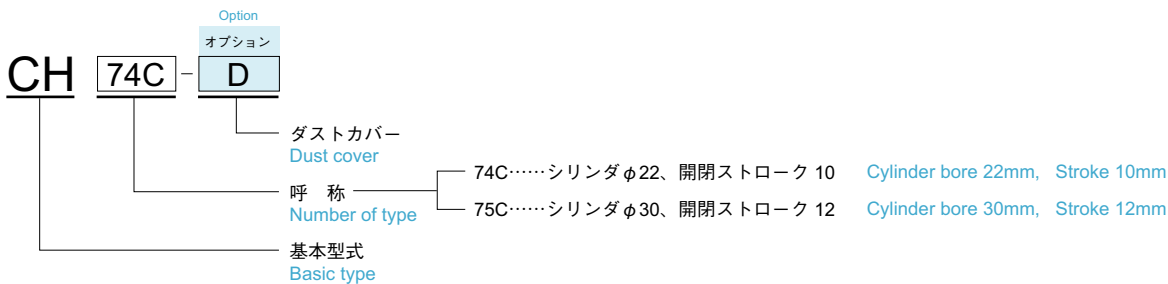 Option
オプション
CH 74C - D
ダストカバー
Dust cover
74C……シリンダφ22、開閉ストローク 10 Cylinder bore 22mm, Stroke 10mm
呼　称
Number of type
75C……シリンダφ30、開閉ストローク 12 Cylinder bore 30mm, Stroke 12mm
基本型式
Basic type